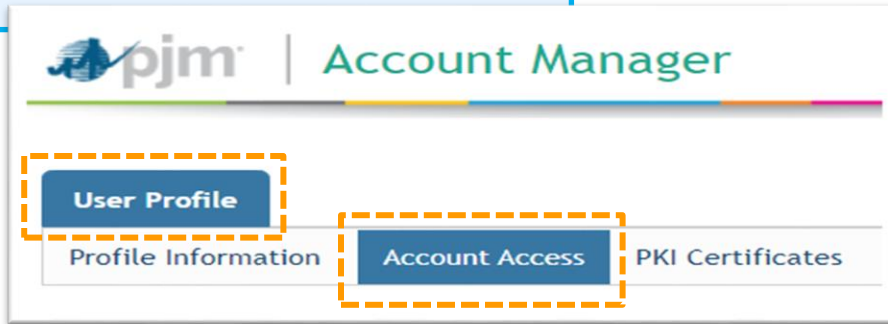 pjm | Account Manager
User Profile
Profile Information Account Access PKI Certificates